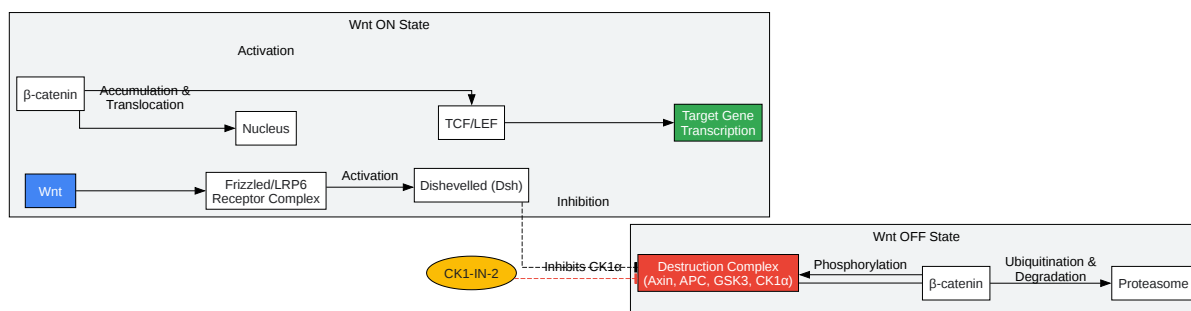 Wnt ON State
Activation
β-catenin
Accumulation &
Translocation
Nucleus
TCF/LEF
Target Gene
Transcription
Wnt
Frizzled/LRP6
Receptor Complex
Activation
Dishevelled (Dsh)
Inhibition
Wnt OFF State
CK1-IN-2
Inhibits CK1α
Destruction Complex
(Axin, APC, GSK3, CK1α)
Phosphorylation
β-catenin
Ubiquitination &
Degradation
Proteasome